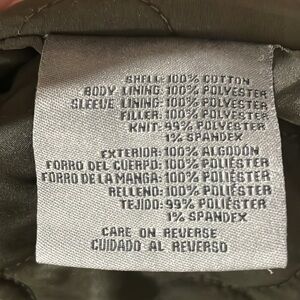 SHELL: 100% COTTON
BODY LINING: 100% POLYESTER
SLEEVE LINING: 100% POLYESTER
FILLER: 100% POLYESTER
KNIT: 99% POLYESTER
1% SPANDEX
EXTERIOR: 100% ALGODÓN
FORRO DEL CUERPO: 100% POLIÉSTER
FORRO DE LA MANGA: 100% POLIÉSTER
RELLENO: 100% POLIÉSTER
TEJIDO: 99% POLIÉSTER
1% SPANDEX
CARE ON REVERSE
CUIDADO AL REVERSO